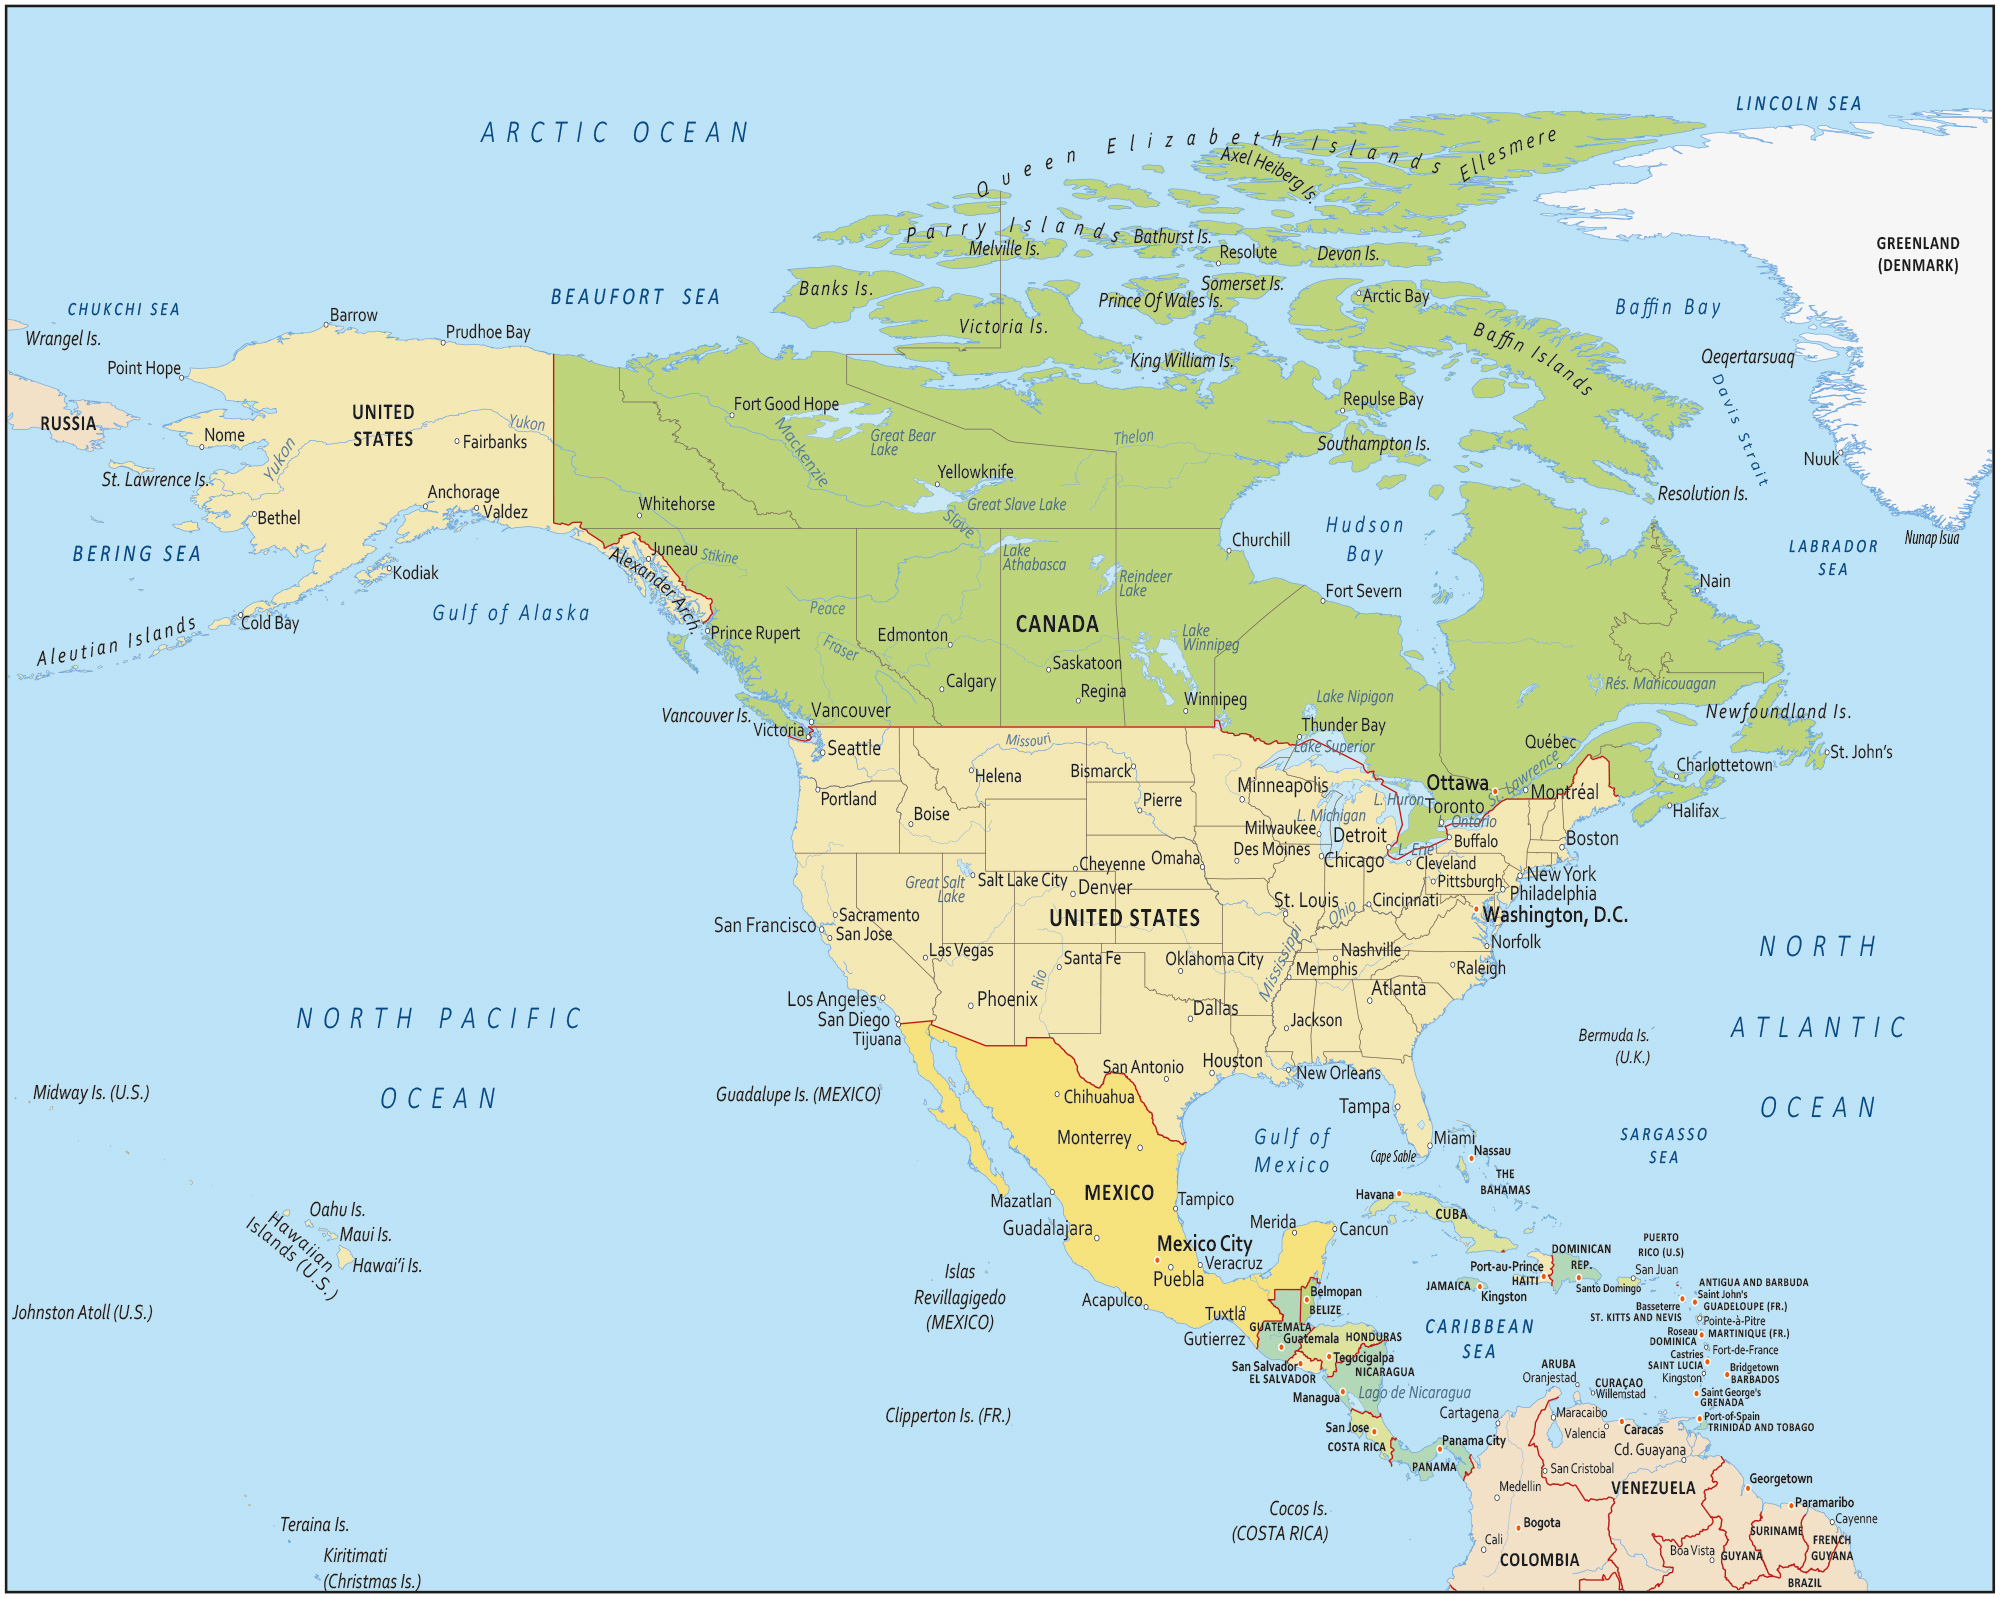 LINCOLN SEA
ARCTIC OCEAN
Queen Elizabeth Islands
Ellesmere
Axel Heiberg Is.
Parry Islands
Bathurst Is.
Melville Is.
Resolute
Devon Is.
GREENLAND
(DENMARK)
Banks Is.
Somerset Is.
Prince Of Wales Is.
Arctic Bay
BEAUFORT SEA
Baffin Bay
CHUKCHI SEA
Wrangel Is.
Barrow
Prudhoe Bay
Victoria Is.
Baffin Islands
King William Is.
Qeqertarsuaq
Point Hope
Davis Strait
RUSSIA
UNITED
STATES
Fort Good Hope
Repulse Bay
Nome
Yukon
Yukon
Fairbanks
Mackenzie
Great Bear
Lake
Thelon
Southampton Is.
Nuuk
St. Lawrence Is.
Yellowknife
Great Slave Lake
Slave
Resolution Is.
Anchorage
Valdez
Bethel
Whitehorse
Hudson
Bay
Nunap Isua
BERING SEA
Juneau
Stikine
Alexander Arch.
Lake
Athabasca
Churchill
LABRADOR
SEA
Kodiak
Reindeer
Lake
Fort Severn
Nain
Gulf of Alaska
Cold Bay
Aleutian Islands
Peace
CANADA
Prince Rupert
Fraser
Edmonton
Lake
Winnipeg
Saskatoon
Calgary
Regina
Winnipeg
Lake Nipigon
Rés. Manicouagan
Vancouver Is.
Vancouver
Victoria
Thunder Bay
Newfoundland Is.
Seattle
Missouri
Lake Superior
Québec
St. John's
Charlottetown
Helena
Bismarck
Minneapolis
Ottawa
St. Lawrence
Montréal
Portland
Pierre
L. Huron
Toronto
Halifax
Boise
L. Michigan
L. Ontario
Milwaukee
Detroit
Buffalo
Boston
Des Moines
L. Erie
Cheyenne
Omaha
Chicago
Cleveland
New York
Great Salt
Lake
Salt Lake City
Denver
Pittsburgh
Philadelphia
St. Louis
Ohio
Cincinnati
Washington, D.C.
Sacramento
UNITED STATES
San Francisco
San Jose
Norfolk
Las Vegas
Santa Fe
Oklahoma City
Mississippi
Nashville
Memphis
Raleigh
NORTH
Rio
Los Angeles
Phoenix
Atlanta
San Diego
Dallas
Jackson
NORTH PACIFIC
ATLANTIC
Tijuana
Bermuda Is.
(U.K.)
San Antonio
Houston
New Orleans
Midway Is. (U.S.)
OCEAN
Guadalupe Is. (MEXICO)
Chihuahua
Tampa
OCEAN
Monterrey
Gulf of
Mexico
Miami
Cape Sable
Nassau
THE
BAHAMAS
SARGASSO
SEA
MEXICO
Mazatlan
Tampico
Havana
CUBA
Oahu Is.
Maui Is.
Hawaiian
Islands (U.S.)
Hawai'i Is.
Guadalajara
Merida
Cancun
Mexico City
Veracruz
Puebla
DOMINICAN
REP.
PUERTO
RICO (U.S)
San Juan
Port-au-Prince
HAITI
Santo Domingo
JAMAICA
Kingston
Islas
Revillagigedo
(MEXICO)
Acapulco
Tuxtla
Gutierrez
Belmopan
BELIZE
ANTIGUA AND BARBUDA
Saint John's
Basseterre
GUADELOUPE (FR.)
ST. KITTS AND NEVIS
Pointe-à-Pitre
Johnston Atoll (U.S.)
GUATEMALA
Guatemala
HONDURAS
Tegucigalpa
CARIBBEAN
SEA
Roseau
DOMINICA
MARTINIQUE (FR.)
Fort-de-France
San Salvador
EL SALVADOR
NICARAGUA
Castries
SAINT LUCIA
Kingston
Bridgetown
BARBADOS
ARUBA
Oranjestad
CURAÇAO
Willemstad
Managua
Lago de Nicaragua
Saint George's
GRENADA
Clipperton Is. (FR.)
Cartagena
Maracaibo
Valencia
Caracas
Port-of-Spain
TRINIDAD AND TOBAGO
San Jose
COSTA RICA
Panama City
PANAMA
Cd. Guayana
San Cristobal
Medellin
VENEZUELA
Georgetown
Paramaribo
Cayenne
Cocos Is.
(COSTA RICA)
Bogota
Cali
COLOMBIA
Boa Vista
GUYANA
SURINAME
FRENCH
GUYANA
BRAZIL
Teraina Is.
Kiritimati
(Christmas Is.)